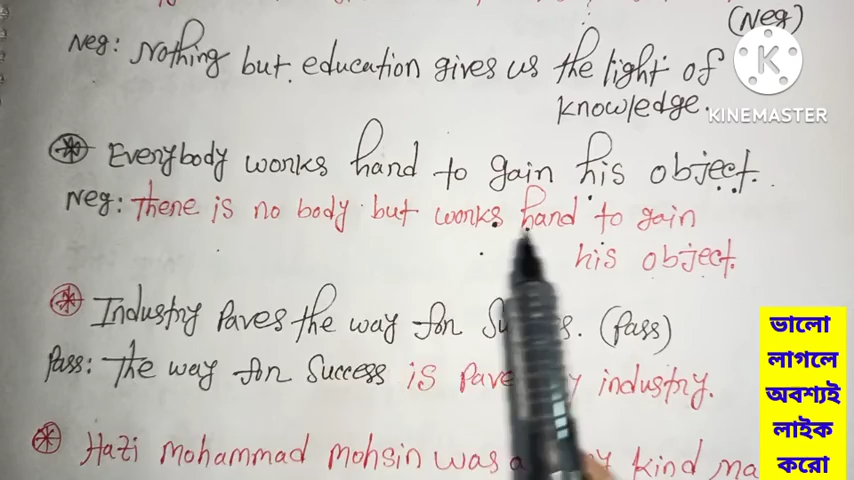 (Neg)
Neg: Nothing but education gives us the light of
knowledge.
KINEMASTER
Everybody works hand to gain his object.
Neg: There is no body but works hand to gain
his object.
Industry Paves the way for (Pass)
Pass: The way for Success is industry.
Hazi mohammad mohsin was a kind
ভালো
লাগলে
অবশ্যই
লাইক
করো